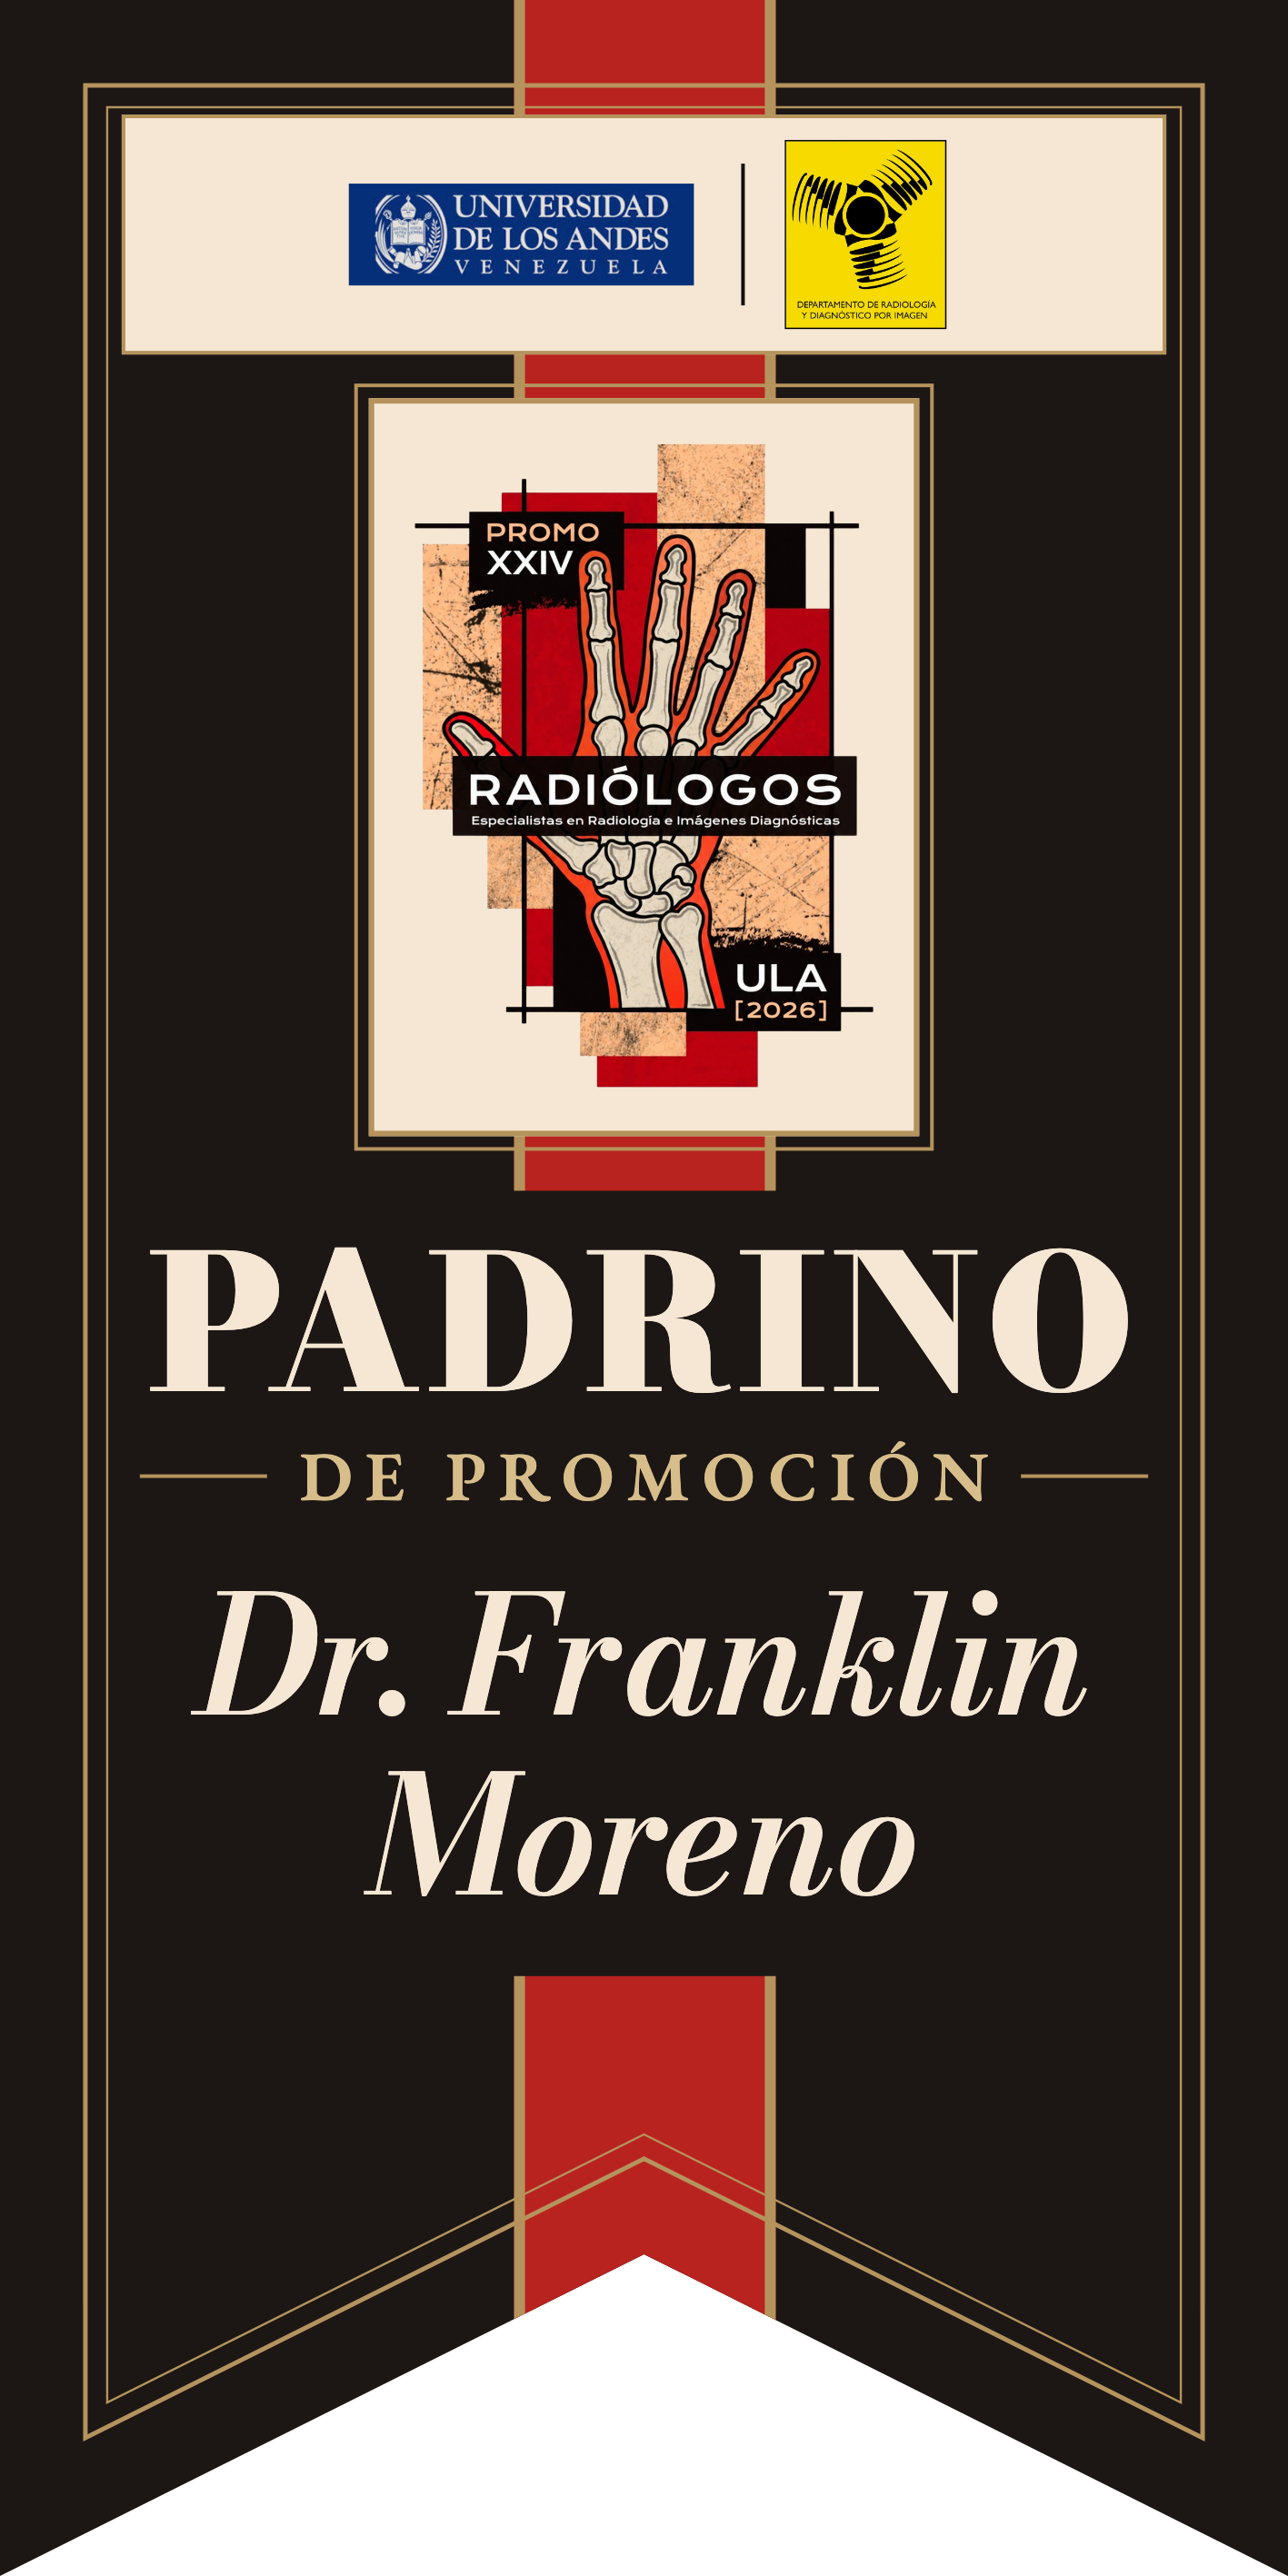 UNIVERSIDAD
DE LOS ANDES
VENEZUELA
DEPARTAMENTO DE RADIOLOGÍA
Y DIAGNÓSTICO POR IMAGEN
PROMO
XXIV
RADIÓLOGOS
Especialistas en Radiología e Imágenes Diagnósticas
ULA
[2026]
PADRINO
DE PROMOCIÓN
Dr. Franklin
Moreno